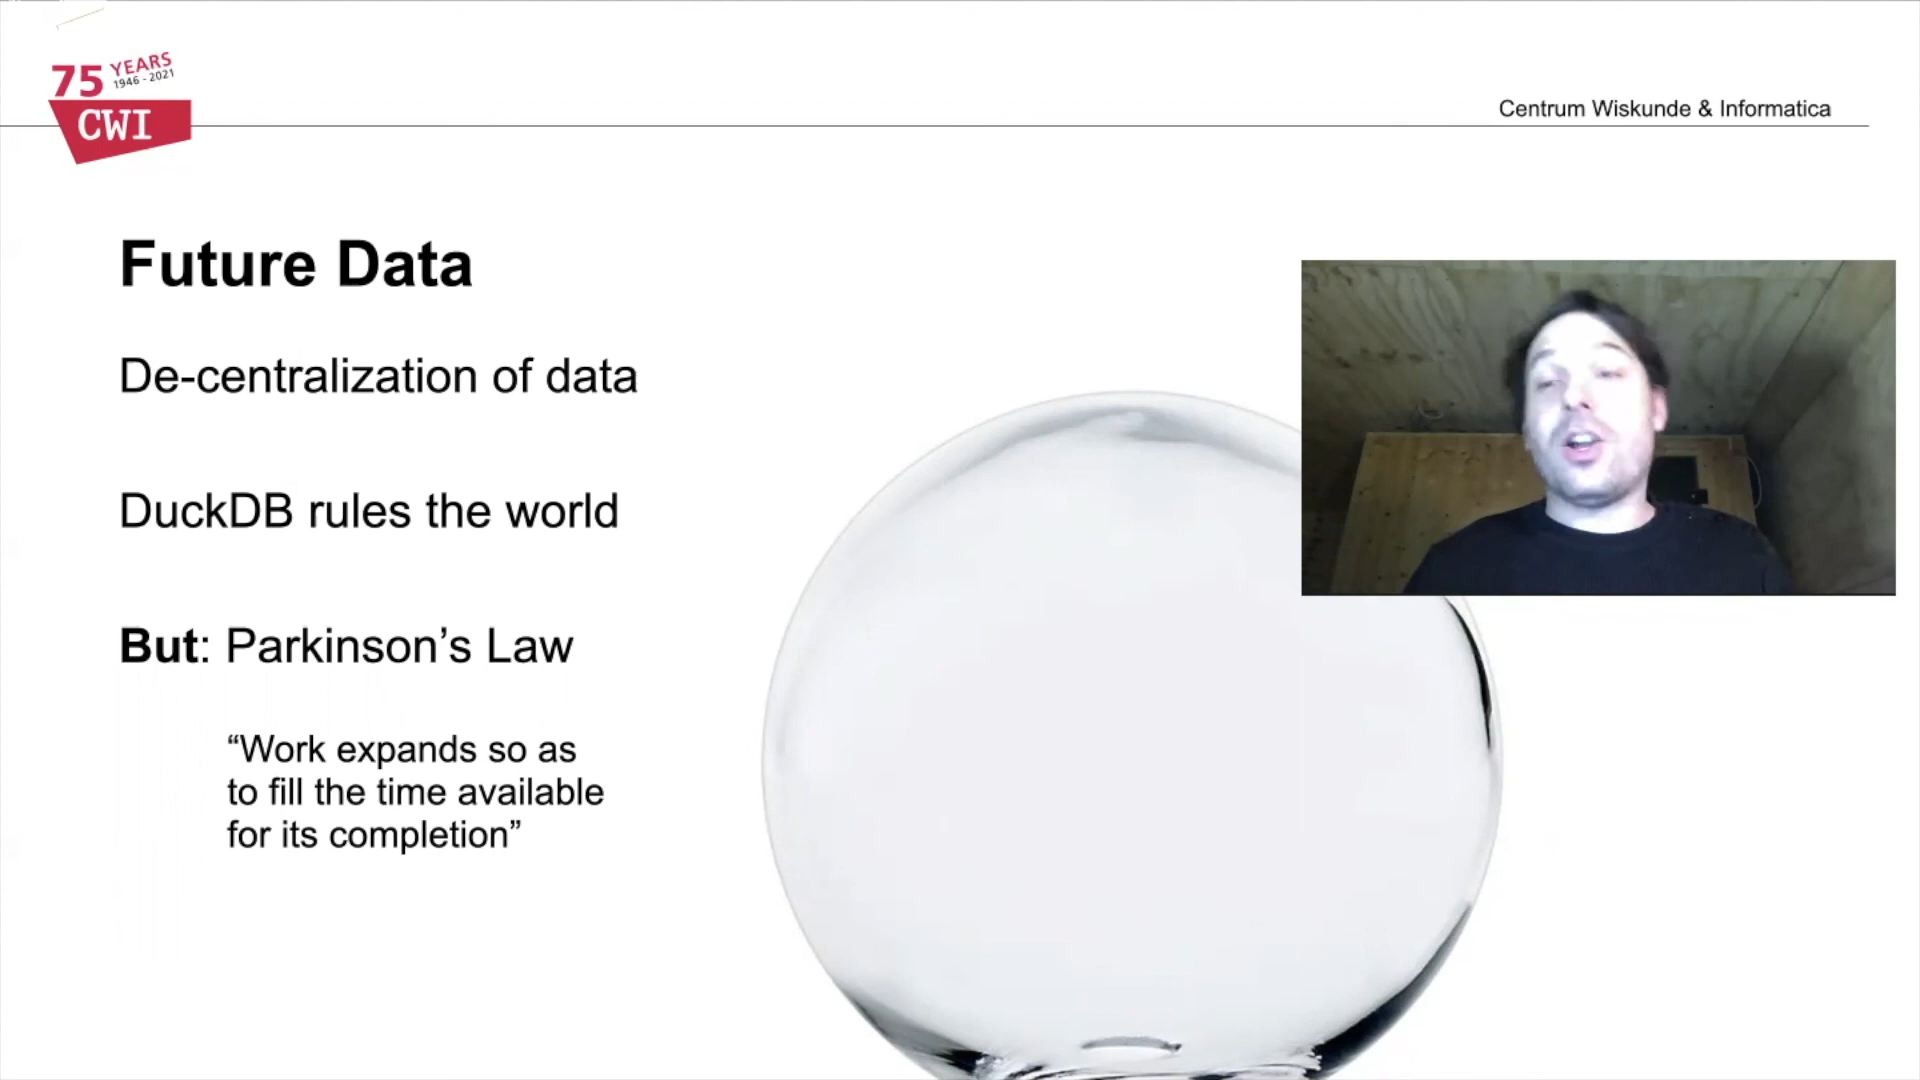 75 YEARS
1946 - 2021
CWI
Centrum Wiskunde & Informatica
Future Data
De-centralization of data
DuckDB rules the world
But: Parkinson’s Law
“Work expands so as
to fill the time available
for its completion”